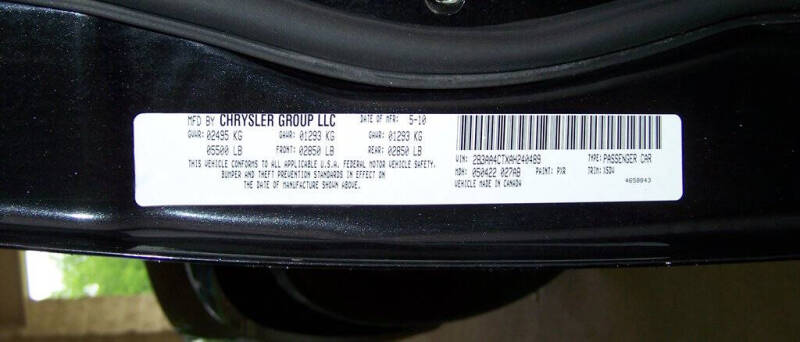 MFD BY CHRYSLER GROUP LLC DATE OF MFR: 5-10
GVWR: 02495 KG GAWR: 01293 KG GAWR: 01293 KG
05500 LB FRONT: 02850 LB REAR: 02850 LB
THIS VEHICLE CONFORMS TO ALL APPLICABLE U.S.A. FEDERAL MOTOR VEHICLE SAFETY,
BUMPER AND THEFT PREVENTION STANDARDS IN EFFECT ON
THE DATE OF MANUFACTURE SHOWN ABOVE.
VIN: 2B3AA4CTXAH240489 TYPE: PASSENGER CAR
MDH: 050422 027AB PAINT: PXR TRIM: XSDV
VEHICLE MADE IN CANADA
4658843